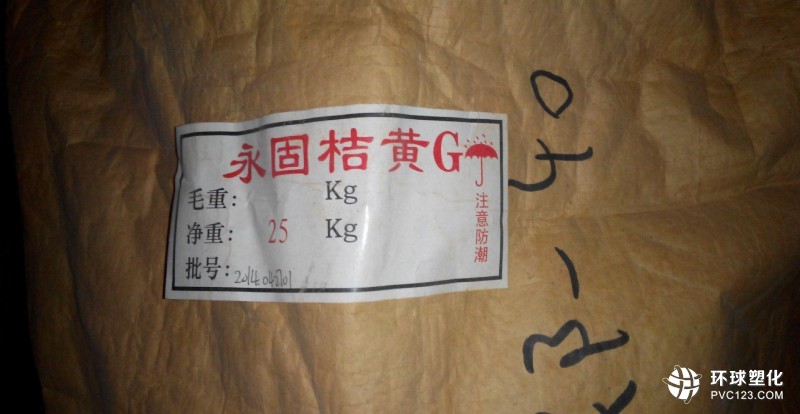 永固桔黄G
毛重: Kg
净重: 25 Kg
批号:
注意防潮
环球塑化
PVC123.COM